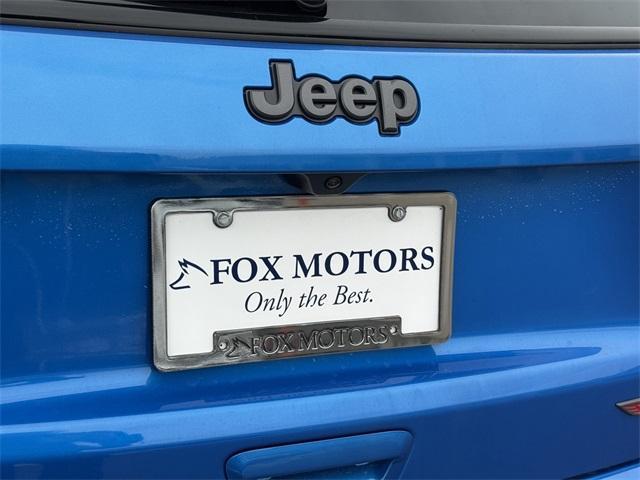 Jeep
FOX MOTORS
Only the Best.
FOX MOTORS